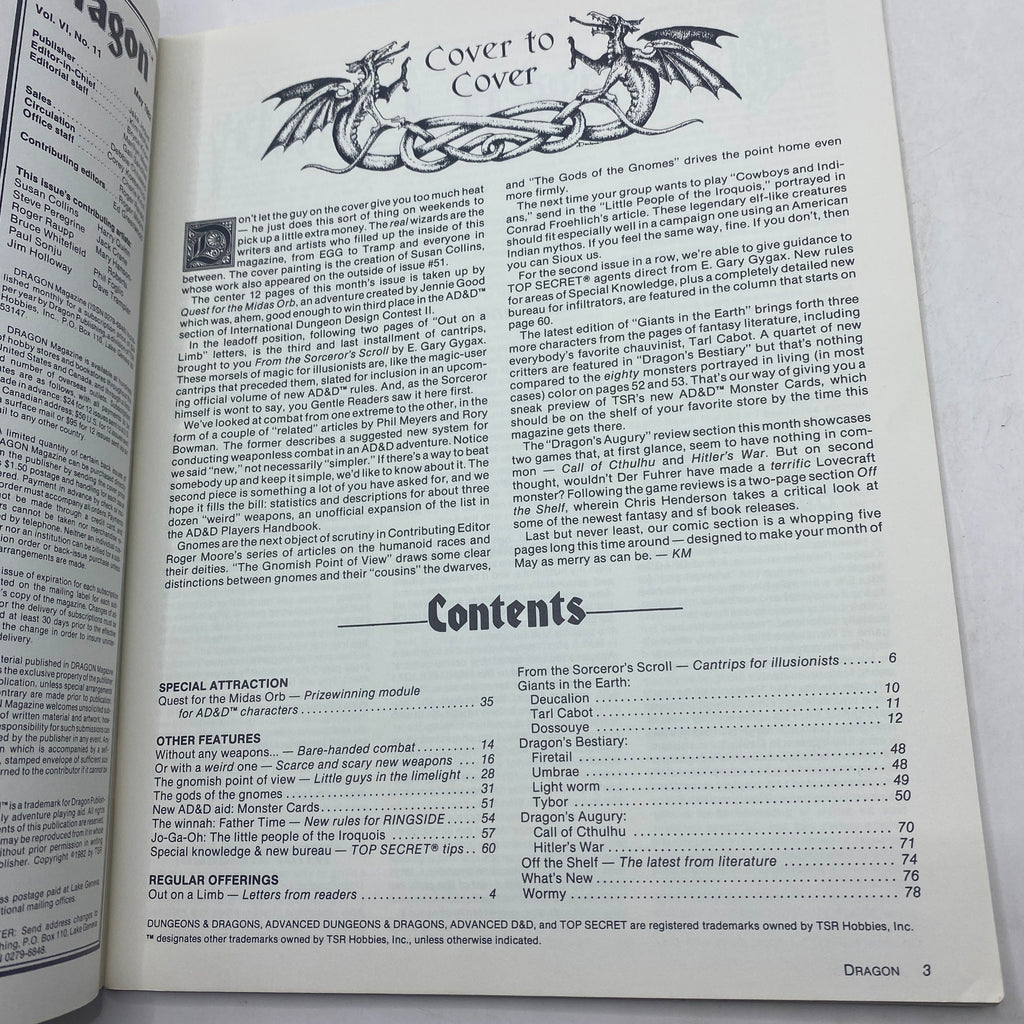 ragon
Vol. VI, No. 11
Publisher
Editor-in-Chief
Editorial staff
Sales
Circulation
Office staff
Contributing editors
This issue's contributing artists:
Susan Collins
Steve Peregrine
Roger Raupp
Bruce Whitefield
Paul Sonju
Jim Holloway
Cover to
Cover
Don't let the guy on the cover give you too much heat
— he just does this sort of thing on weekends to
pick up a little extra money. The real wizards are the
writers and artists who filled up the inside of this
magazine, from EGG to Tramp and everyone in
between. The cover painting is the creation of Susan Collins,
whose work also appeared on the outside of issue #51.
The center 12 pages of this month's issue is taken up by
Quest for the Midas Orb, an adventure created by Jennie Good
which was, ahem, good enough to win third place in the AD&D™
section of International Dungeon Design Contest II.
In the leadoff position, following two pages of "Out on a
Limb" letters, is the third and last installment of cantrips,
brought to you From the Sorceror's Scroll by E. Gary Gygax.
These morsels of magic for illusionists are, like the magic-user
cantrips that preceded them, slated for inclusion in an upcom-
ing official volume of new AD&D™ rules. And, as the Sorceror
himself is wont to say, you Gentle Readers saw it here first.
We've looked at combat from one extreme to the other, in the
form of a couple of "related" articles by Phil Meyers and Rory
Bowman. The former describes a suggested new system for
conducting weaponless combat in an AD&D adventure. Notice
we said "new," not necessarily "simpler." If there's a way to beat
somebody up and keep it simple, we'd like to know about it. The
second piece is something a lot of you have asked for, and we
hope it fills the bill: statistics and descriptions for about three
dozen "weird" weapons, an unofficial expansion of the list in
the AD&D Players Handbook.
Gnomes are the next object of scrutiny in Contributing Editor
Roger Moore's series of articles on the humanoid races and
their deities. "The Gnomish Point of View" draws some clear
distinctions between gnomes and their "cousins" the dwarves,
and "The Gods of the Gnomes" drives the point home even
more firmly.
The next time your group wants to play "Cowboys and Indi-
ans," send in the "Little People of the Iroquois," portrayed in
Conrad Froehlich's article. These legendary elf-like creatures
should fit especially well in a campaign one using an American
Indian mythos. If you feel the same way, fine. If you don't, then
you can Sioux us.
For the second issue in a row, we're able to give guidance to
TOP SECRET® agents direct from E. Gary Gygax. New rules
for areas of Special Knowledge, plus a completely detailed new
bureau for infiltrators, are featured in the column that starts on
page 60.
The latest edition of "Giants in the Earth" brings forth three
more characters from the pages of fantasy literature, including
everybody's favorite chauvinist, Tarl Cabot. A quartet of new
critters are featured in "Dragon's Bestiary" but that's nothing
compared to the eighty monsters portrayed in living (in most
cases) color on pages 52 and 53. That's our way of giving you a
sneak preview of TSR's new AD&D™ Monster Cards, which
should be on the shelf of your favorite store by the time this
magazine gets there.
The "Dragon's Augury" review section this month showcases
two games that, at first glance, seem to have nothing in com-
mon — Call of Cthulhu and Hitler's War. But on second
thought, wouldn't Der Fuhrer have made a terrific Lovecraft
monster? Following the game reviews is a two-page section Off
the Shelf, wherein Chris Henderson takes a critical look at
some of the newest fantasy and sf book releases.
Last but never least, our comic section is a whopping five
pages long this time around — designed to make your month of
May as merry as can be. — KM
Contents
SPECIAL ATTRACTION
Quest for the Midas Orb — Prizewinning module
for AD&D™ characters ........ 35
OTHER FEATURES
Without any weapons... — Bare-handed combat ........ 14
Or with a weird one — Scarce and scary new weapons ... 16
The gnomish point of view — Little guys in the limelight .. 28
The gods of the gnomes ........ 31
New AD&D aid: Monster Cards ........ 51
The winnah: Father Time — New rules for RINGSIDE ..... 54
Jo-Ga-Oh: The little people of the Iroquois ........ 57
Special knowledge & new bureau — TOP SECRET® tips .. 60
REGULAR OFFERINGS
Out on a Limb — Letters from readers ........ 4
From the Sorceror's Scroll — Cantrips for illusionists ...... 6
Giants in the Earth:
Deucalion ........ 10
Tarl Cabot ........ 11
Dossouye ........ 12
Dragon's Bestiary:
Firetail ........ 48
Umbrae ........ 48
Light worm ........ 49
Tybor ........ 50
Dragon's Augury:
Call of Cthulhu ........ 70
Hitler's War ........ 71
Off the Shelf — The latest from literature ........ 74
What's New ........ 76
Wormy ........ 78
DUNGEONS & DRAGONS, ADVANCED DUNGEONS & DRAGONS, ADVANCED D&D, and TOP SECRET are registered trademarks owned by TSR Hobbies, Inc.
™ designates other trademarks owned by TSR Hobbies, Inc., unless otherwise indicated.
DRAGON 3